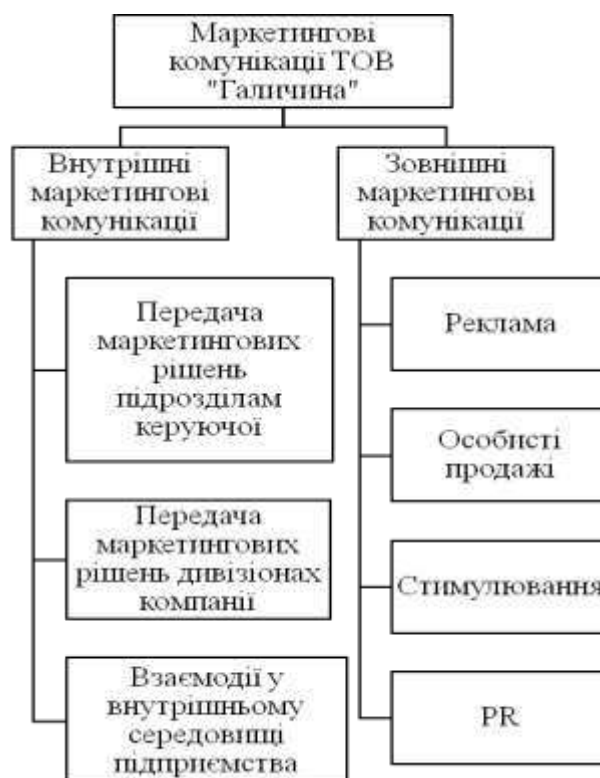 Маркетингові
комунікації ТОВ
"Галичина"
Внутрішні
маркетингові
комунікації
Передача
маркетингових
рішень
підрозділам
керуючої
Передача
маркетингових
рішень дивізіонах
компанії
Взаємодії у
внутрішньому
середовищі
підприємства
Зовнішні
маркетингові
комунікації
Реклама
Особисті
продажі
Стимулювання
PR